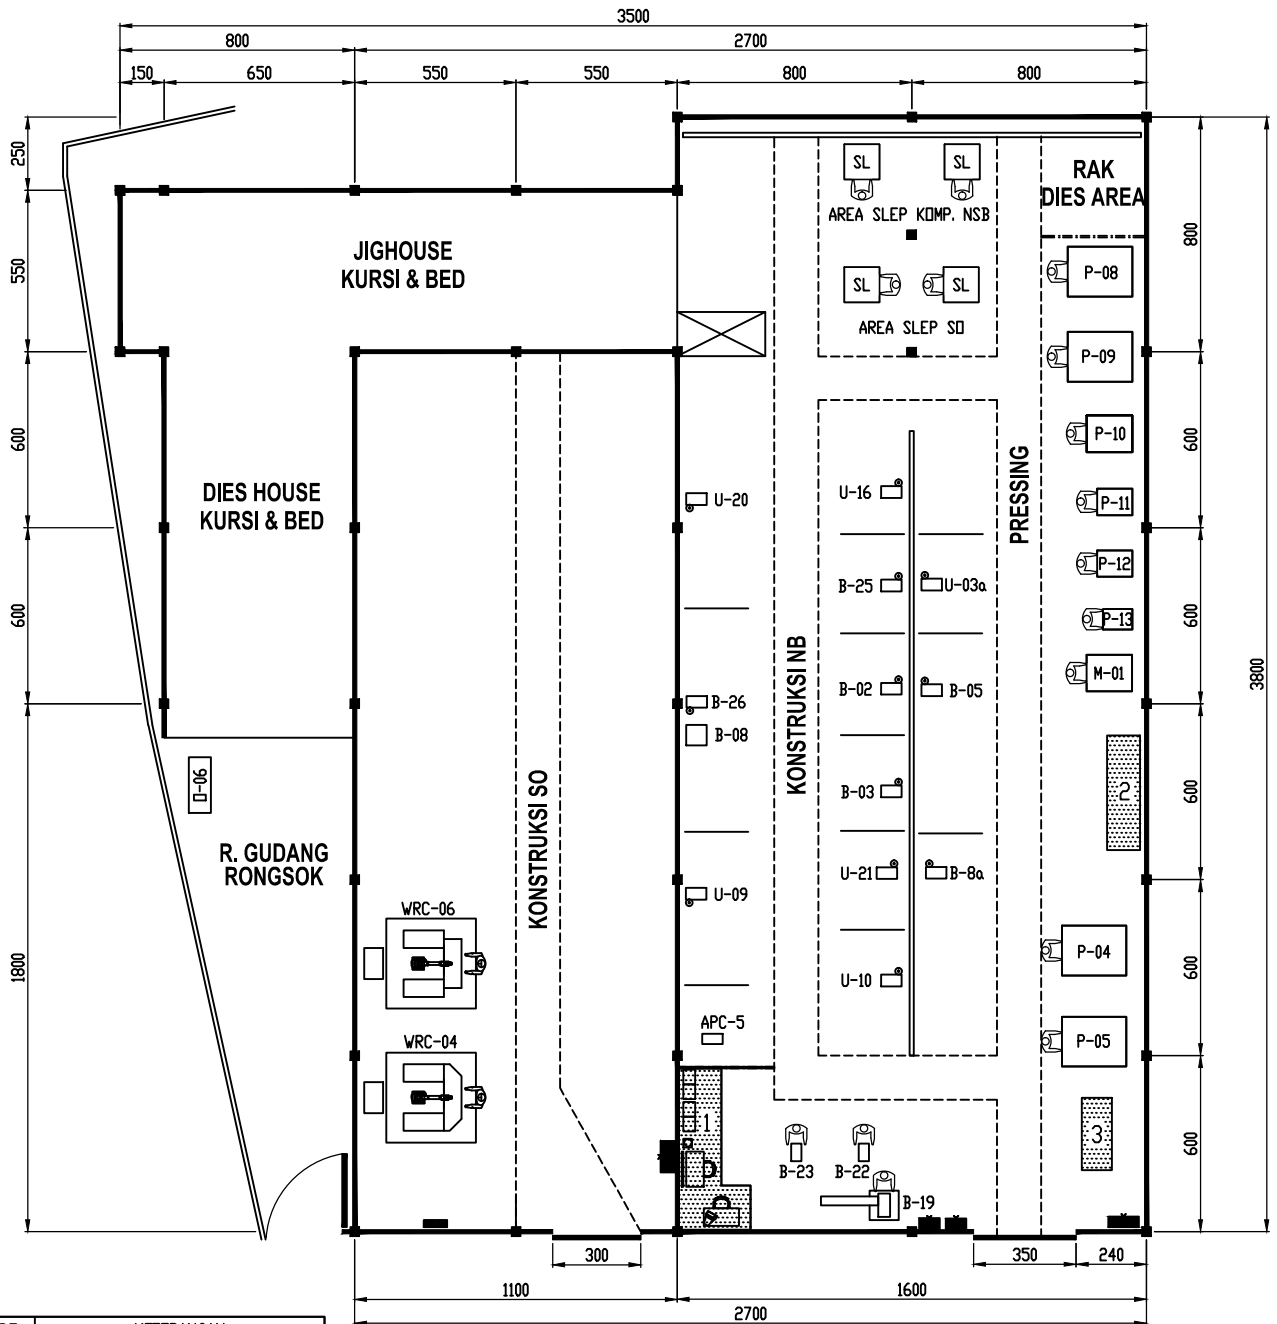 3500
800
2700
150
650
550
550
800
800
250
550
600
600
1800
800
600
600
600
600
600
3800
RAK
DIES AREA
SL
SL
AREA SLEP KOMP. NSB
SL
SL
AREA SLEP SO
JIGHOUSE
KURSI & BED
DIES HOUSE
KURSI & BED
R. GUDANG
RONGSOK
O-06
KONSTRUKSI SO
KONSTRUKSI NB
PRESSING
P-08
P-09
P-10
P-11
P-12
P-13
M-01
2
P-04
P-05
3
U-20
B-26
B-08
U-09
APC-5
U-16
B-25
U-03a
B-02
B-05
B-03
U-21
B-8a
U-10
WRC-06
WRC-04
1
B-23
B-22
B-19
300
350
240
1100
1600
2700